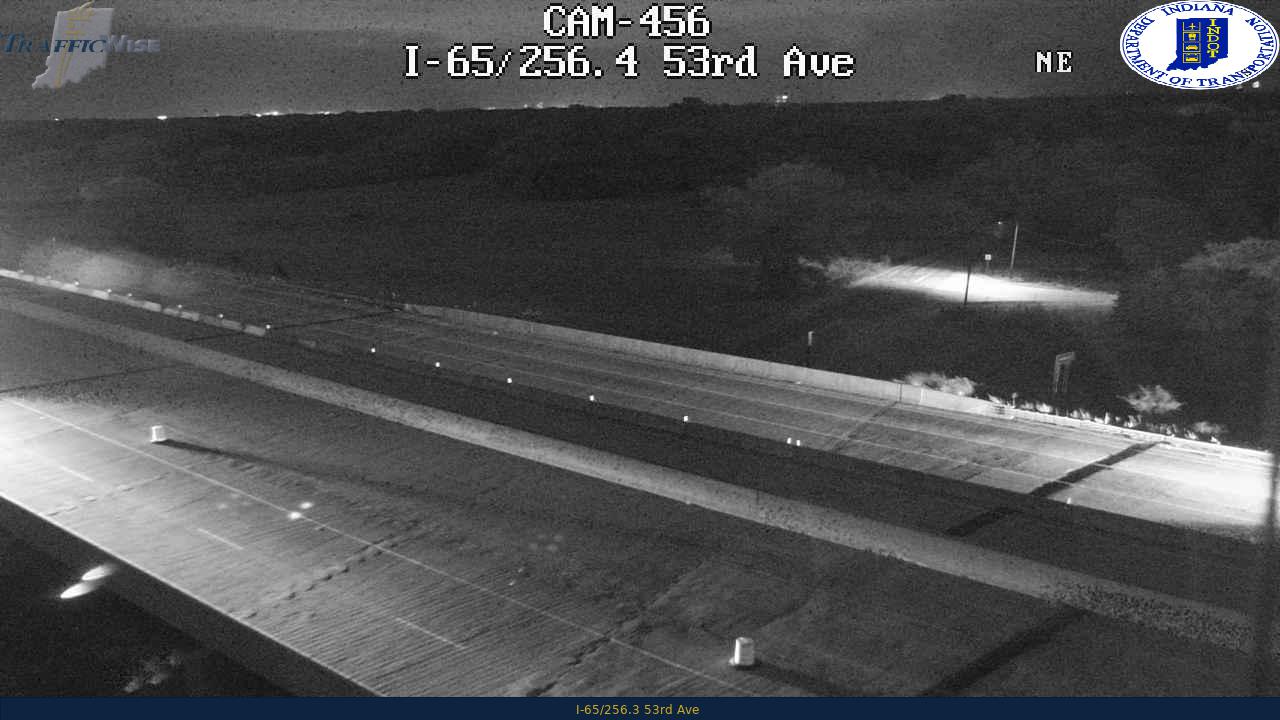 CAM-456
I-65/256.4 53rd Ave
NE
TRAFFICWISE
INDIANA
DEPARTMENT OF TRANSPORTATION
INDOT
I-65/256.3 53rd Ave